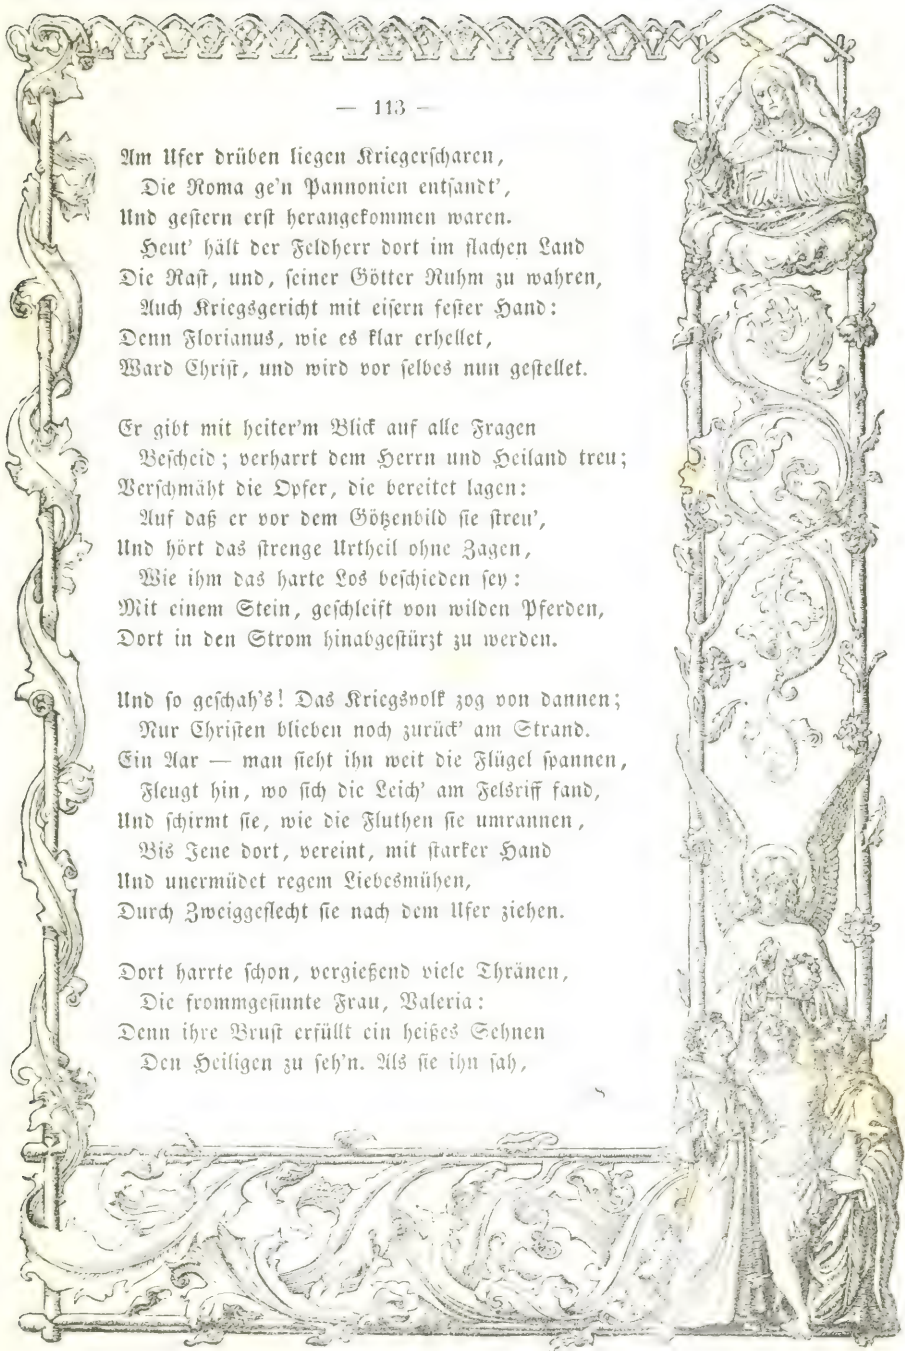 — 113 —
Am Ufer drüben liegen Kriegerscharen,
Die Roma ge'n Pannonien entsandt',
Und gestern erst herangekommen waren.
Heut' hält der Feldherr dort im flachen Land
Die Rast, und, seiner Götter Ruhm zu wahren,
Auch Kriegsgericht mit eisern fester Hand:
Denn Florianus, wie es klar erhellet,
Ward Christ, und wird vor selbes nun gestellet.
Er gibt mit heiter'm Blick auf alle Fragen
Bescheid; verharrt dem Herrn und Heiland treu;
Verschmäht die Opfer, die bereitet lagen:
Auf daß er vor dem Götzenbild sie streu',
Und hört das strenge Urtheil ohne Zagen,
Wie ihm das harte Los beschieden sey:
Mit einem Stein, geschleift von wilden Pferden,
Dort in den Strom hinabgestürzt zu werden.
Und so geschah's! Das Kriegsvolk zog von dannen;
Nur Christen blieben noch zurück' am Strand.
Ein Aar — man sieht ihn weit die Flügel spannen,
Fleugt hin, wo sich die Leich' am Felsriff fand,
Und schirmt sie, wie die Fluthen sie umrannen,
Bis Jene dort, vereint, mit starker Hand
Und unermüdet regem Liebesmühen,
Durch Zweiggeflecht sie nach dem Ufer ziehen.
Dort harrte schon, vergießend viele Thränen,
Die frommgesinnte Frau, Valeria:
Denn ihre Brust erfüllt ein heißes Sehnen
Den Heiligen zu seh'n. Als sie ihn sah,